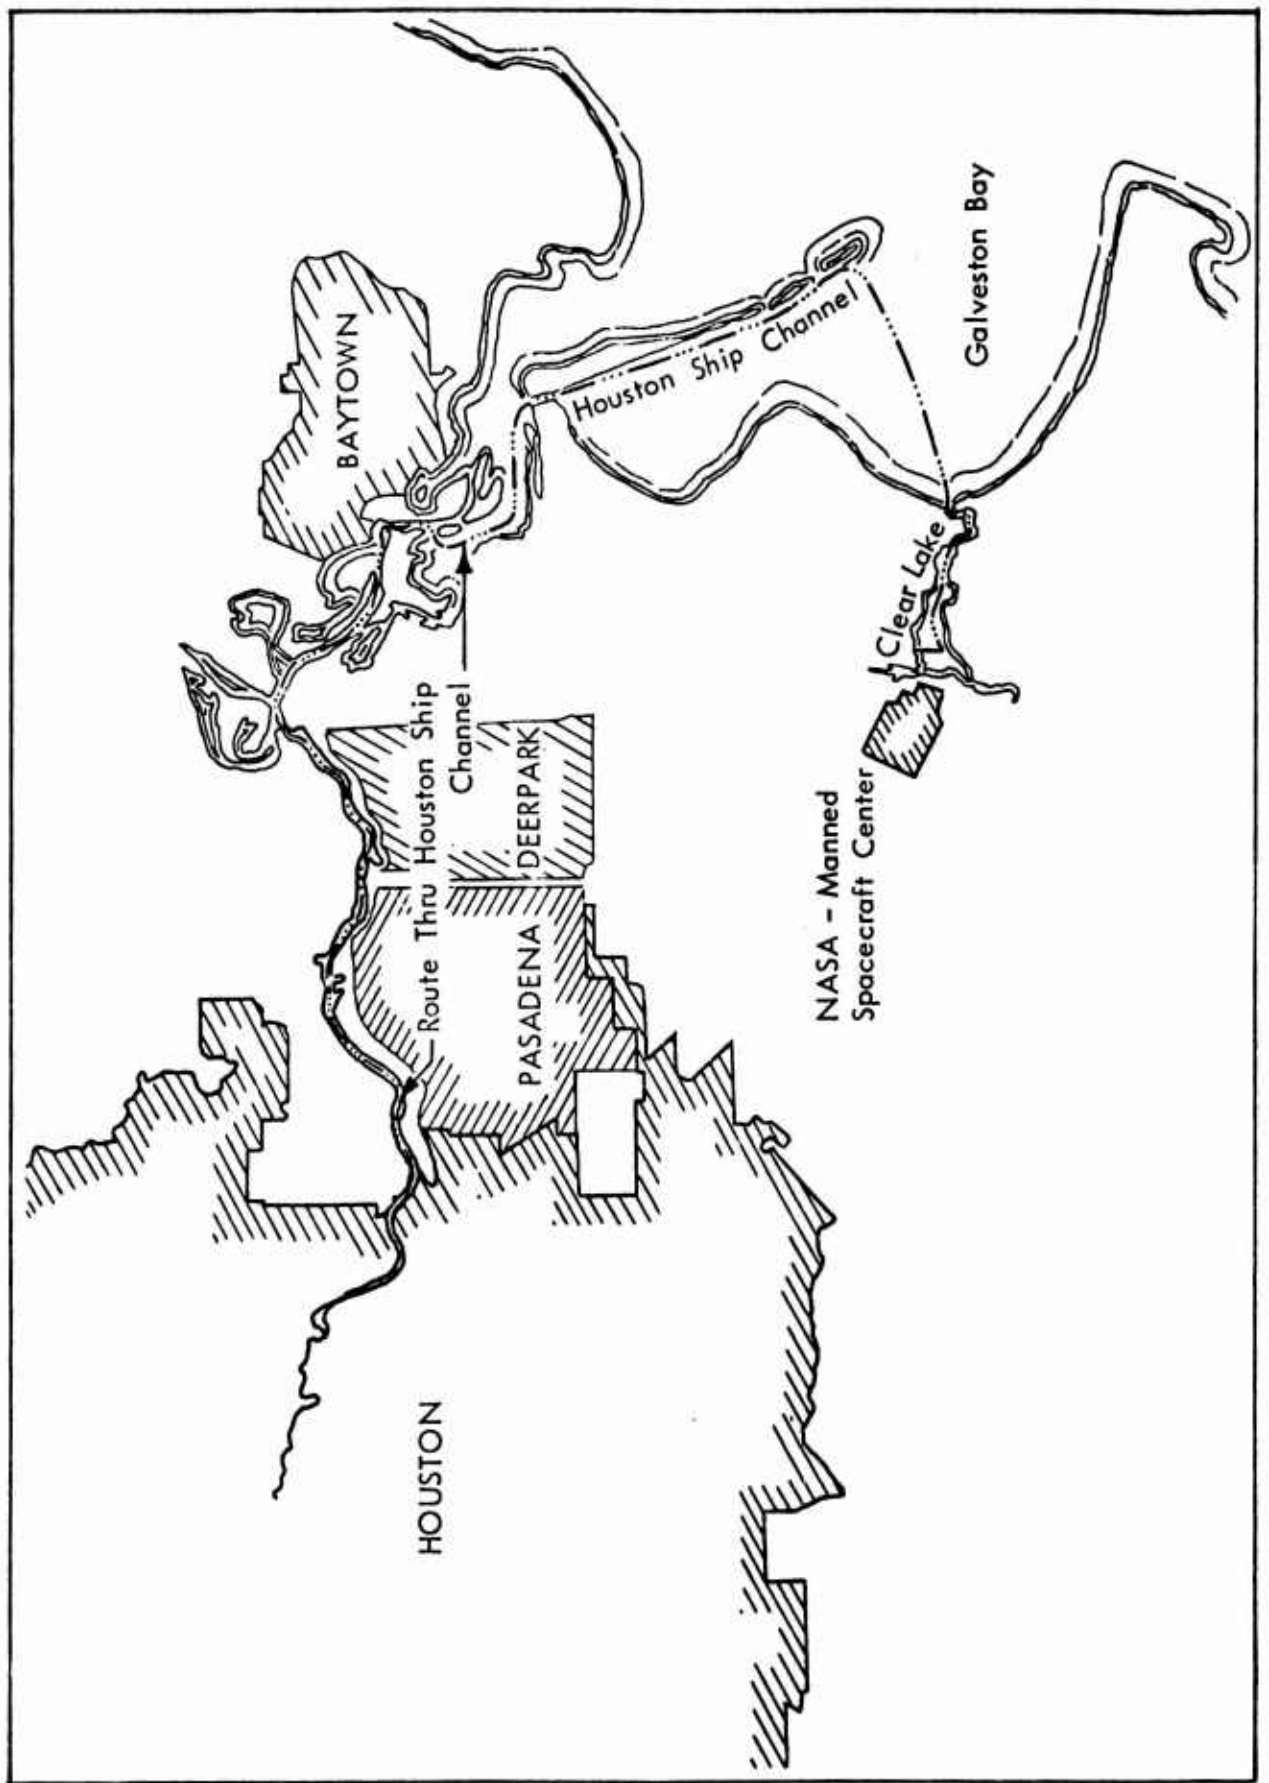 BAYTOWN
Galveston Bay
Houston Ship Channel
Clear Lake
Route Thru Houston Ship
Channel
DEERPARK
PASADENA
NASA - Manned
Spacecraft Center
HOUSTON